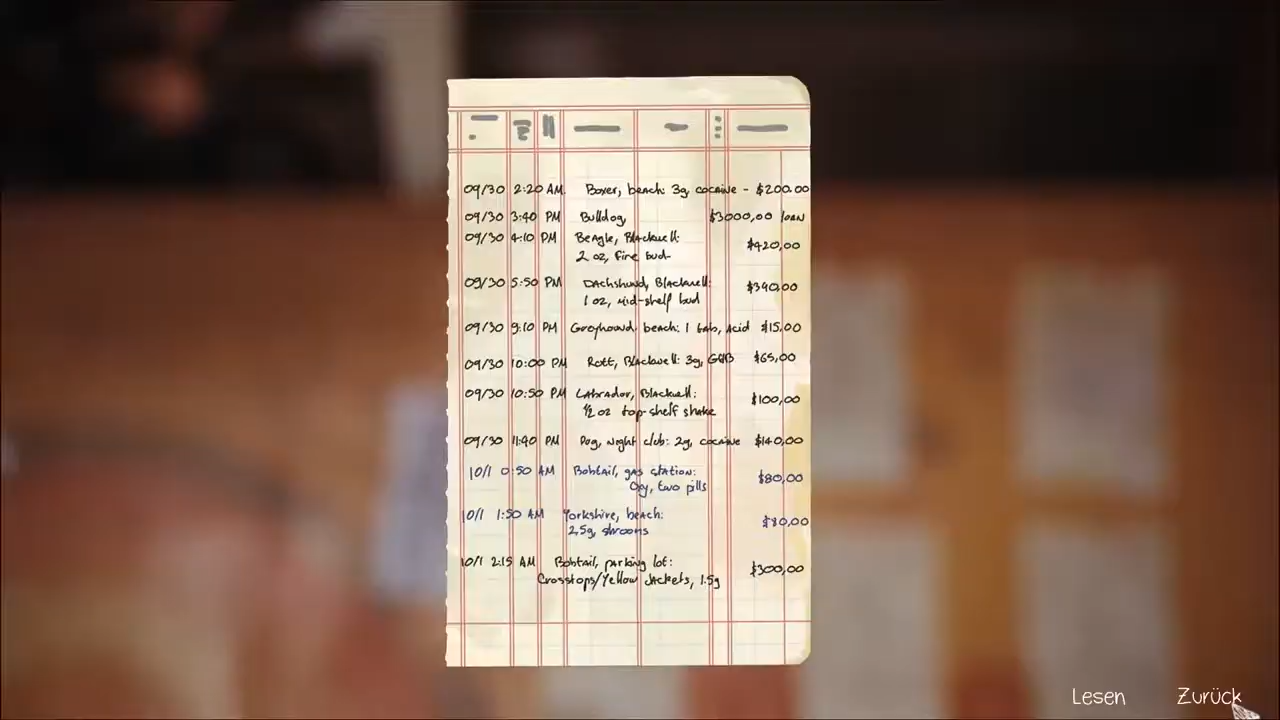 09/30 2:20 AM. Boxer, beach: 3g, cocaine - $200.00
09/30 3:40 PM Bulldog, $3000,00 loan
09/30 4:10 PM Beagle, Blackwell:
2 oz, fire bud $420,00
09/30 5:50 PM Dachshund, Blackwell: $340,00
1 oz, mid-shelf bud
09/30 9:10 PM Greyhound, beach: 1 tab, Acid $15.00
09/30 10:00 PM Rott, Blackwell: 3g, GHB $65,00
09/30 10:50 PM Labrador, Blackwell: $100,00
1/2 oz top-shelf shake
09/30 11:40 PM Dog, night club: 2g, cocaine $140,00
10/1 0:50 AM Bobtail, gas station: $80,00
Oxy, two pills
10/1 1:50 AM Yorkshire, beach: $80,00
2,5g, shrooms
10/1 2:15 AM Bobtail, parking lot: $300,00
Crosstops/Yellow Jackets, 1.5g
Lesen Zurück